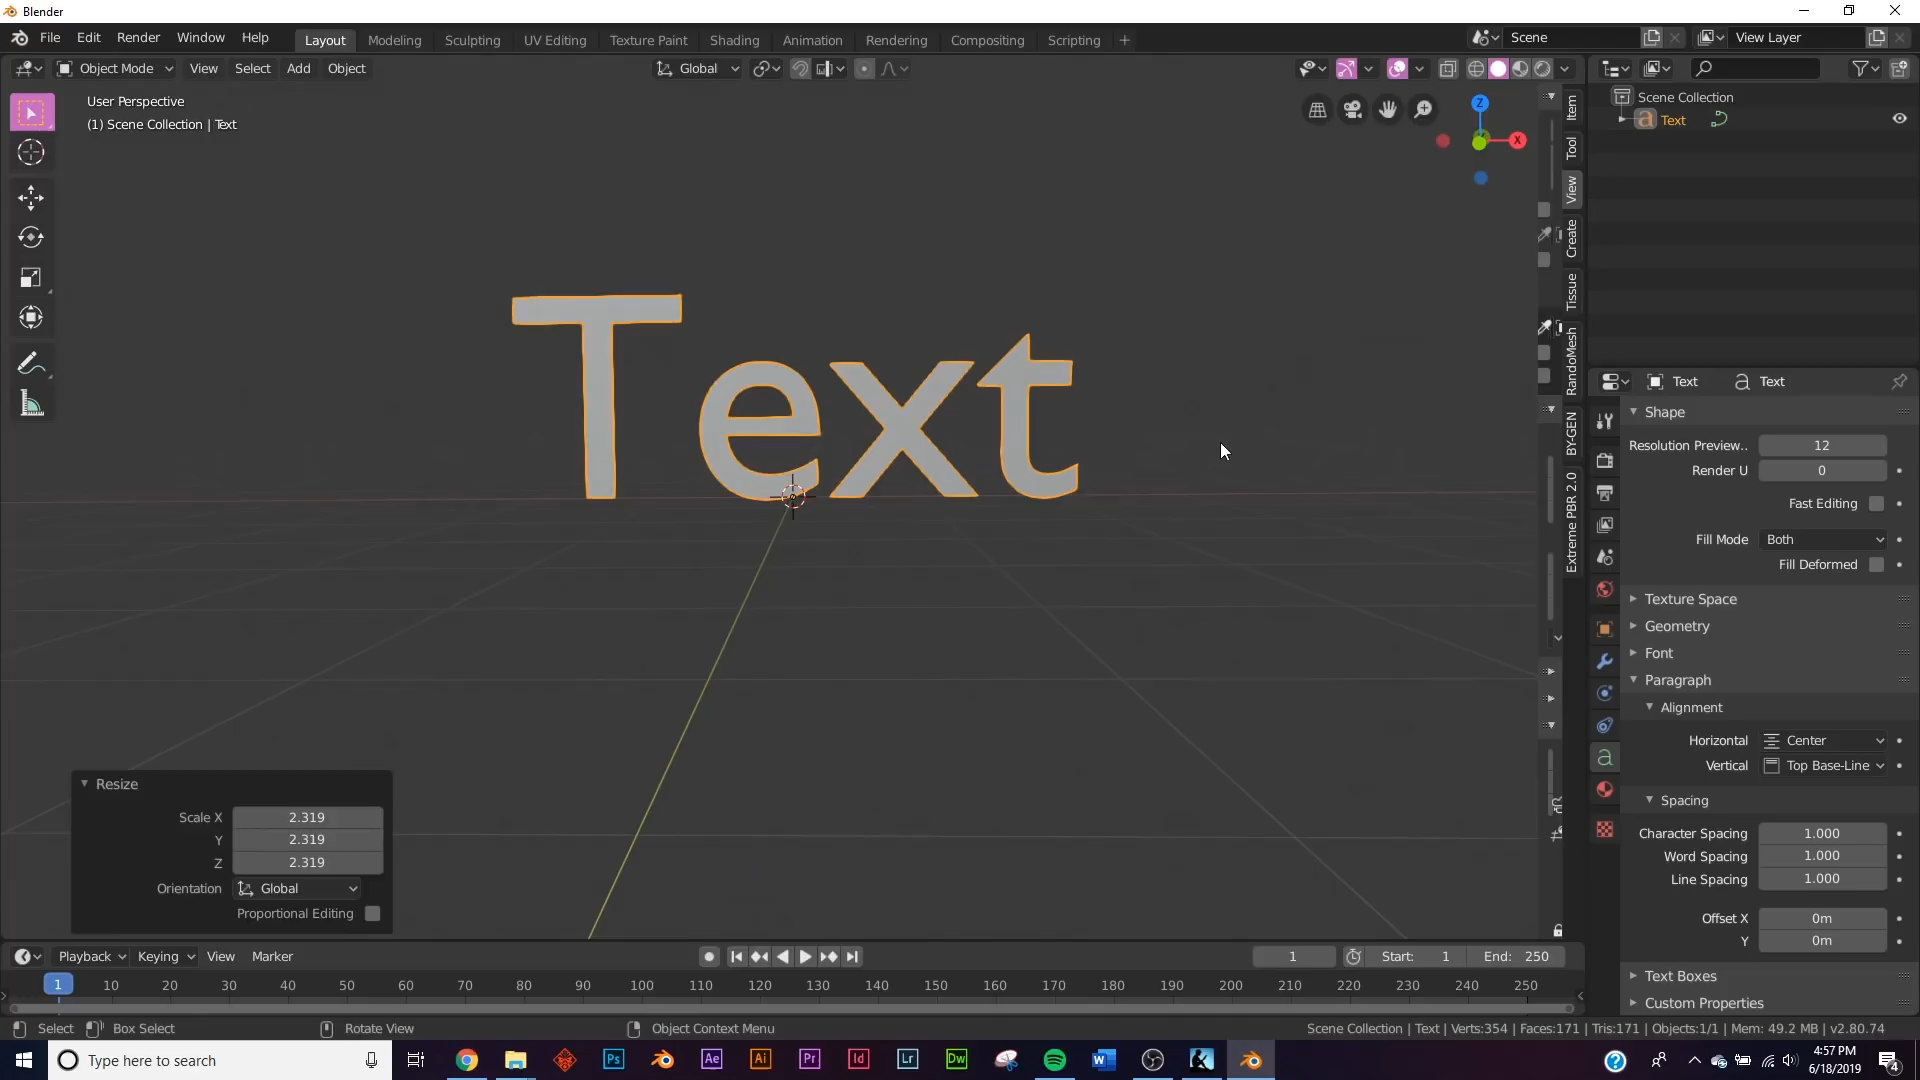 Blender
File Edit Render Window Help Layout Modeling Sculpting UV Editing Texture Paint Shading Animation Rendering Compositing Scripting + Scene View Layer
Object Mode View Select Add Object Global
User Perspective
(1) Scene Collection | Text
Z
X
Item
Tool
View
Create
Tissue
RandoMesh
BY-GEN
Extreme PBR 2.0
Scene Collection
Text
Text
Text Text
Shape
Resolution Preview.. 12
Render U 0
Fast Editing
Fill Mode Both
Fill Deformed
Texture Space
Geometry
Font
Paragraph
Alignment
Horizontal Center
Vertical Top Base-Line
Spacing
Character Spacing 1.000
Word Spacing 1.000
Line Spacing 1.000
Offset X 0m
Y 0m
Text Boxes
Custom Properties
Resize
Scale X 2.319
Y 2.319
Z 2.319
Orientation Global
Proportional Editing
Playback Keying View Marker 1 Start: 1 End: 250
1 10 20 30 40 50 60 70 80 90 100 110 120 130 140 150 160 170 180 190 200 210 220 230 240 250
Select Box Select Rotate View Object Context Menu Scene Collection | Text | Verts:354 | Faces:171 | Tris:171 | Objects:1/1 | Mem: 49.2 MB | v2.80.74
Type here to search Ps Ae Ai Pr Id Lr Dw W
4:57 PM
6/18/2019
4